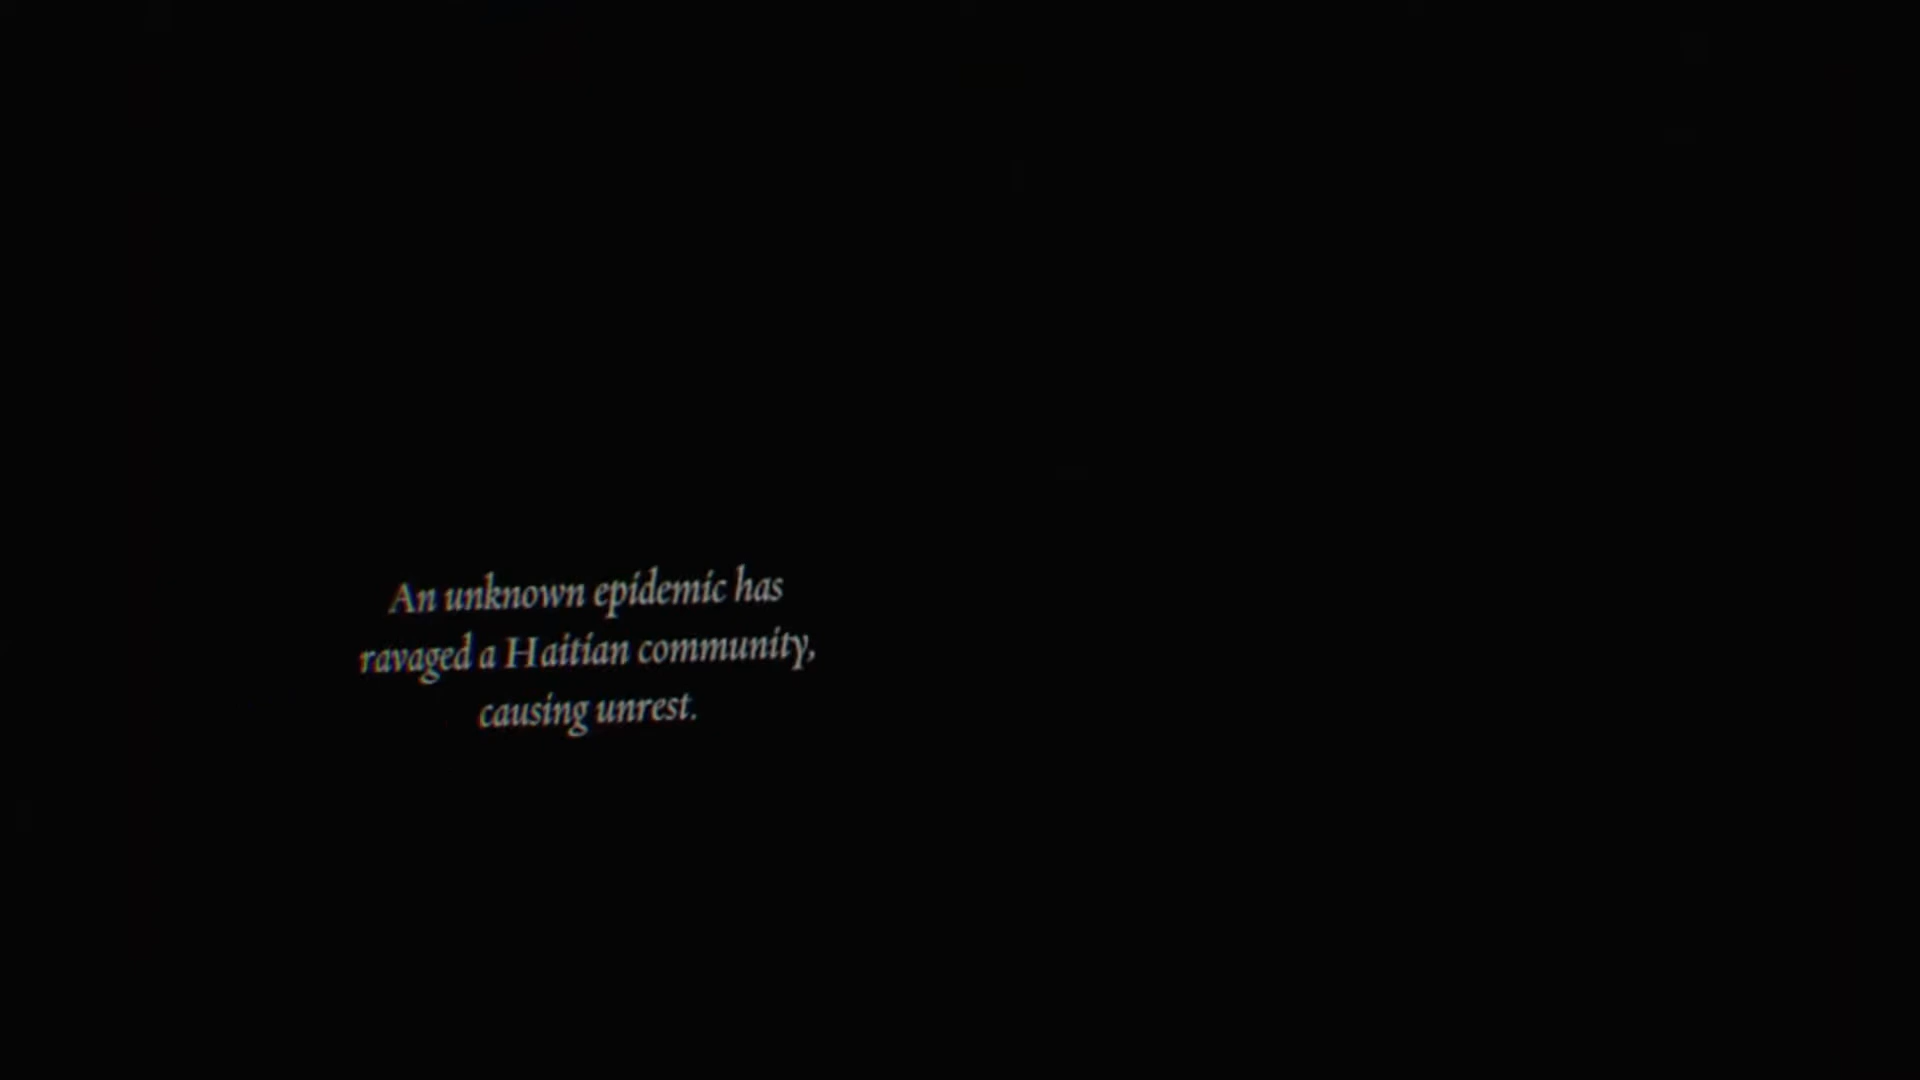 An unknown epidemic has
ravaged a Haitian community,
causing unrest.